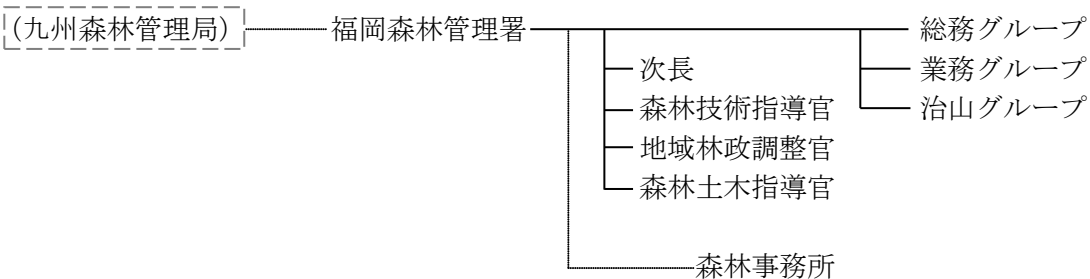 (九州森林管理局) 福岡森林管理署 総務グループ
次長 業務グループ
森林技術指導官 治山グループ
地域林政調整官
森林土木指導官
森林事務所